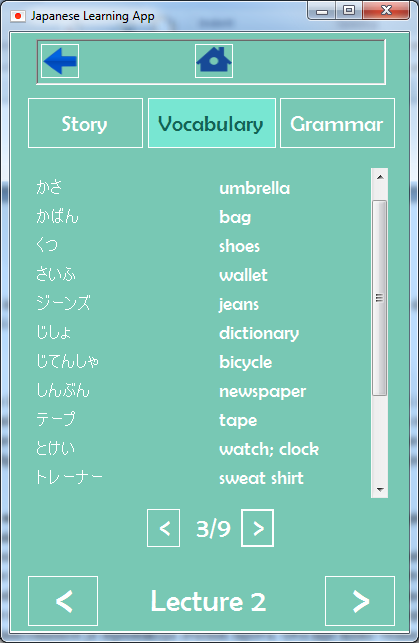 Japanese Learning App
Story Vocabulary Grammar
かさ umbrella
かばん bag
くつ shoes
さいふ wallet
ジーンズ jeans
じしょ dictionary
じてんしゃ bicycle
しんぶん newspaper
テープ tape
とけい watch; clock
トレーナー sweat shirt
< 3/9 >
< Lecture 2 >